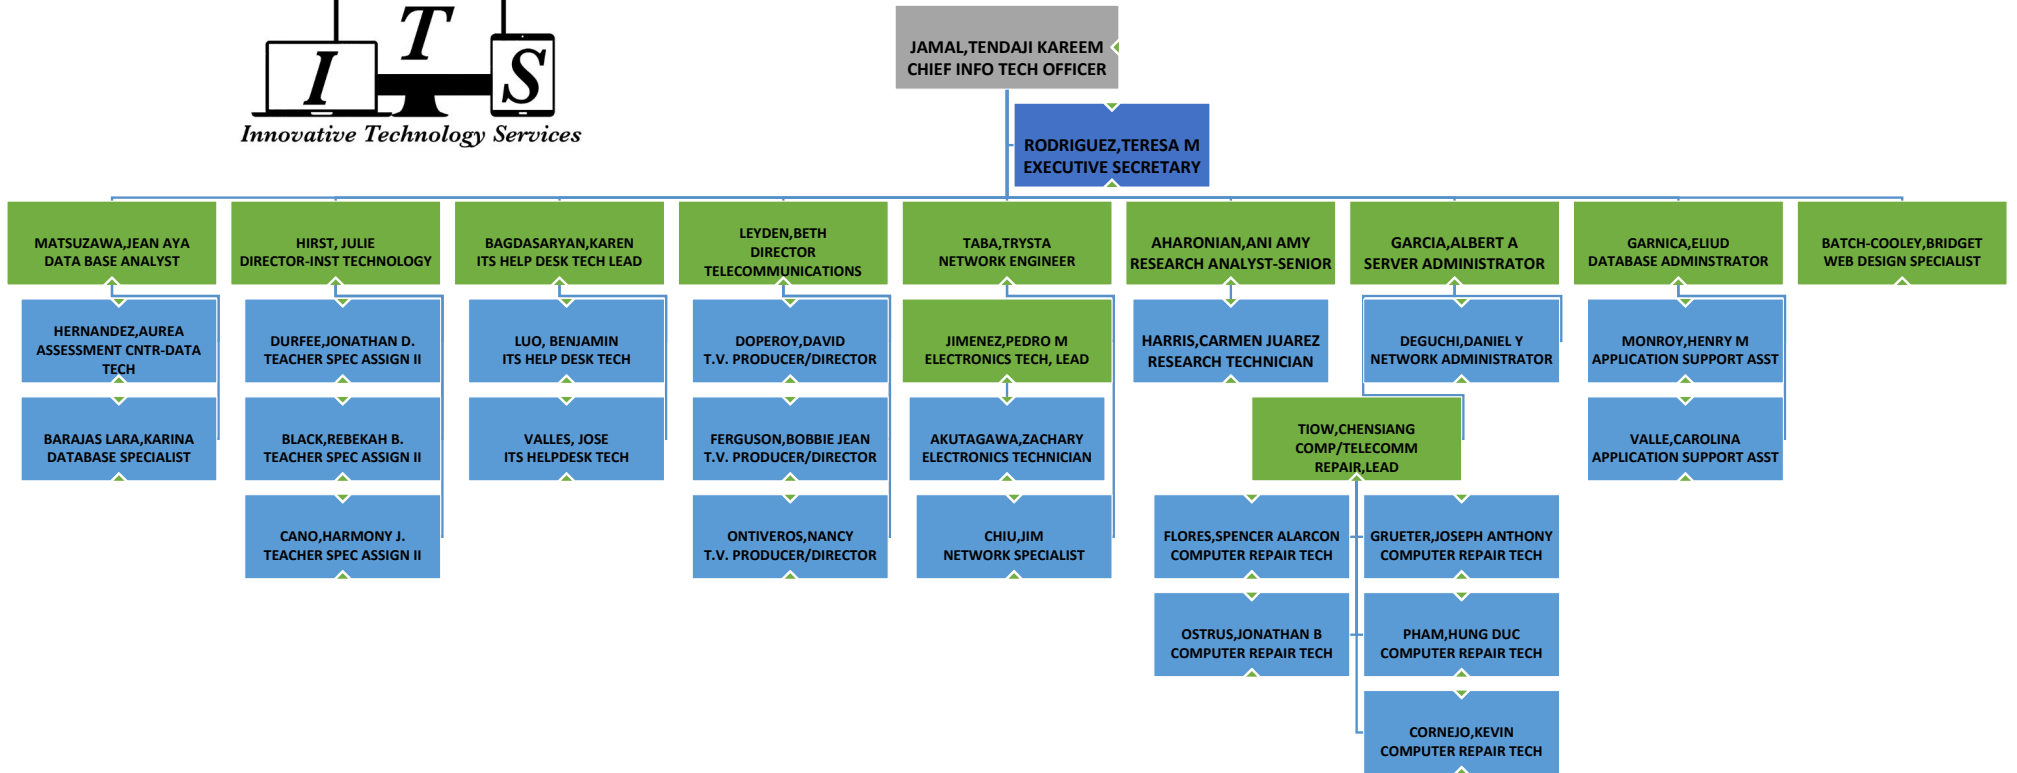 I T S
Innovative Technology Services
JAMAL,TENDAJI KAREEM
CHIEF INFO TECH OFFICER
RODRIGUEZ,TERESA M
EXECUTIVE SECRETARY
MATSUZAWA,JEAN AYA
DATA BASE ANALYST
HIRST, JULIE
DIRECTOR-INST TECHNOLOGY
BAGDASARYAN,KAREN
ITS HELP DESK TECH LEAD
LEYDEN,BETH
DIRECTOR
TELECOMMUNICATIONS
TABA,TRYSTA
NETWORK ENGINEER
AHARONIAN,ANI AMY
RESEARCH ANALYST-SENIOR
GARCIA,ALBERT A
SERVER ADMINISTRATOR
GARNICA,ELIUD
DATABASE ADMINSTRATOR
BATCH-COOLEY,BRIDGET
WEB DESIGN SPECIALIST
HERNANDEZ,AUREA
ASSESSMENT CNTR-DATA
TECH
DURFEE,JONATHAN D.
TEACHER SPEC ASSIGN II
LUO, BENJAMIN
ITS HELP DESK TECH
DOPEROY,DAVID
T.V. PRODUCER/DIRECTOR
JIMENEZ,PEDRO M
ELECTRONICS TECH, LEAD
HARRIS,CARMEN JUAREZ
RESEARCH TECHNICIAN
DEGUCHI,DANIEL Y
NETWORK ADMINISTRATOR
MONROY,HENRY M
APPLICATION SUPPORT ASST
BARAJAS LARA,KARINA
DATABASE SPECIALIST
BLACK,REBEKAH B.
TEACHER SPEC ASSIGN II
VALLES, JOSE
ITS HELPDESK TECH
FERGUSON,BOBBIE JEAN
T.V. PRODUCER/DIRECTOR
AKUTAGAWA,ZACHARY
ELECTRONICS TECHNICIAN
TIOW,CHENSIANG
COMP/TELECOMM
REPAIR,LEAD
VALLE,CAROLINA
APPLICATION SUPPORT ASST
CANO,HARMONY J.
TEACHER SPEC ASSIGN II
ONTIVEROS,NANCY
T.V. PRODUCER/DIRECTOR
CHIU,JIM
NETWORK SPECIALIST
FLORES,SPENCER ALARCON
COMPUTER REPAIR TECH
GRUETER,JOSEPH ANTHONY
COMPUTER REPAIR TECH
OSTRUS,JONATHAN B
COMPUTER REPAIR TECH
PHAM,HUNG DUC
COMPUTER REPAIR TECH
CORNEJO,KEVIN
COMPUTER REPAIR TECH